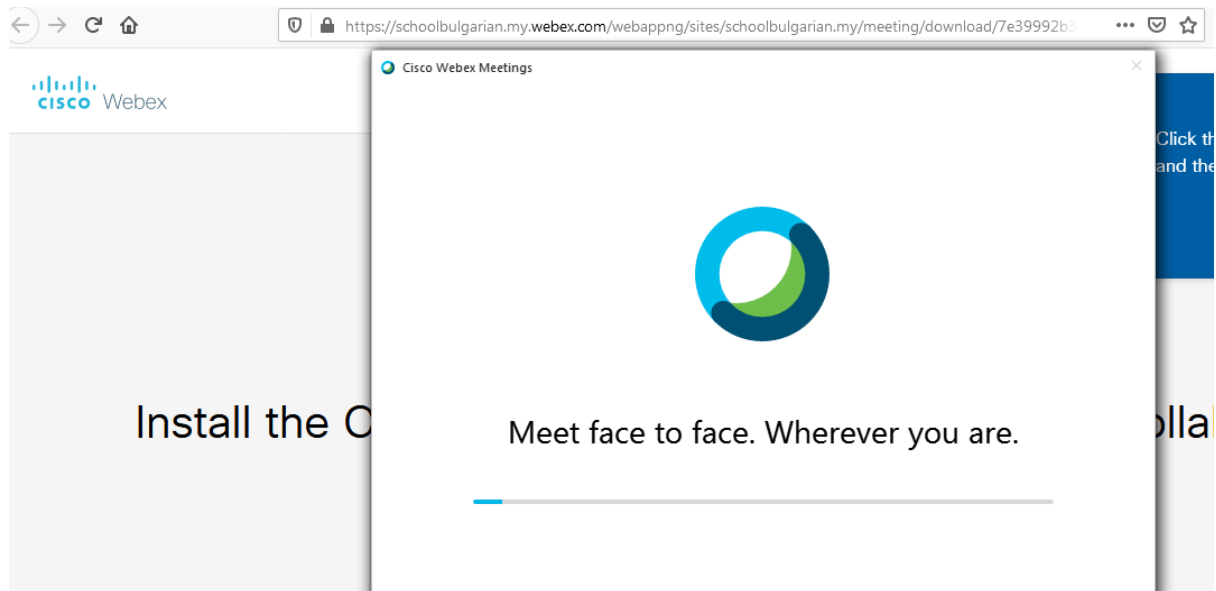 https://schoolbulgarian.my.webex.com/webappng/sites/schoolbulgarian.my/meeting/download/7e39992b3
Cisco Webex Meetings
cisco Webex
Click th
and the
Install the C
olla
Meet face to face. Wherever you are.